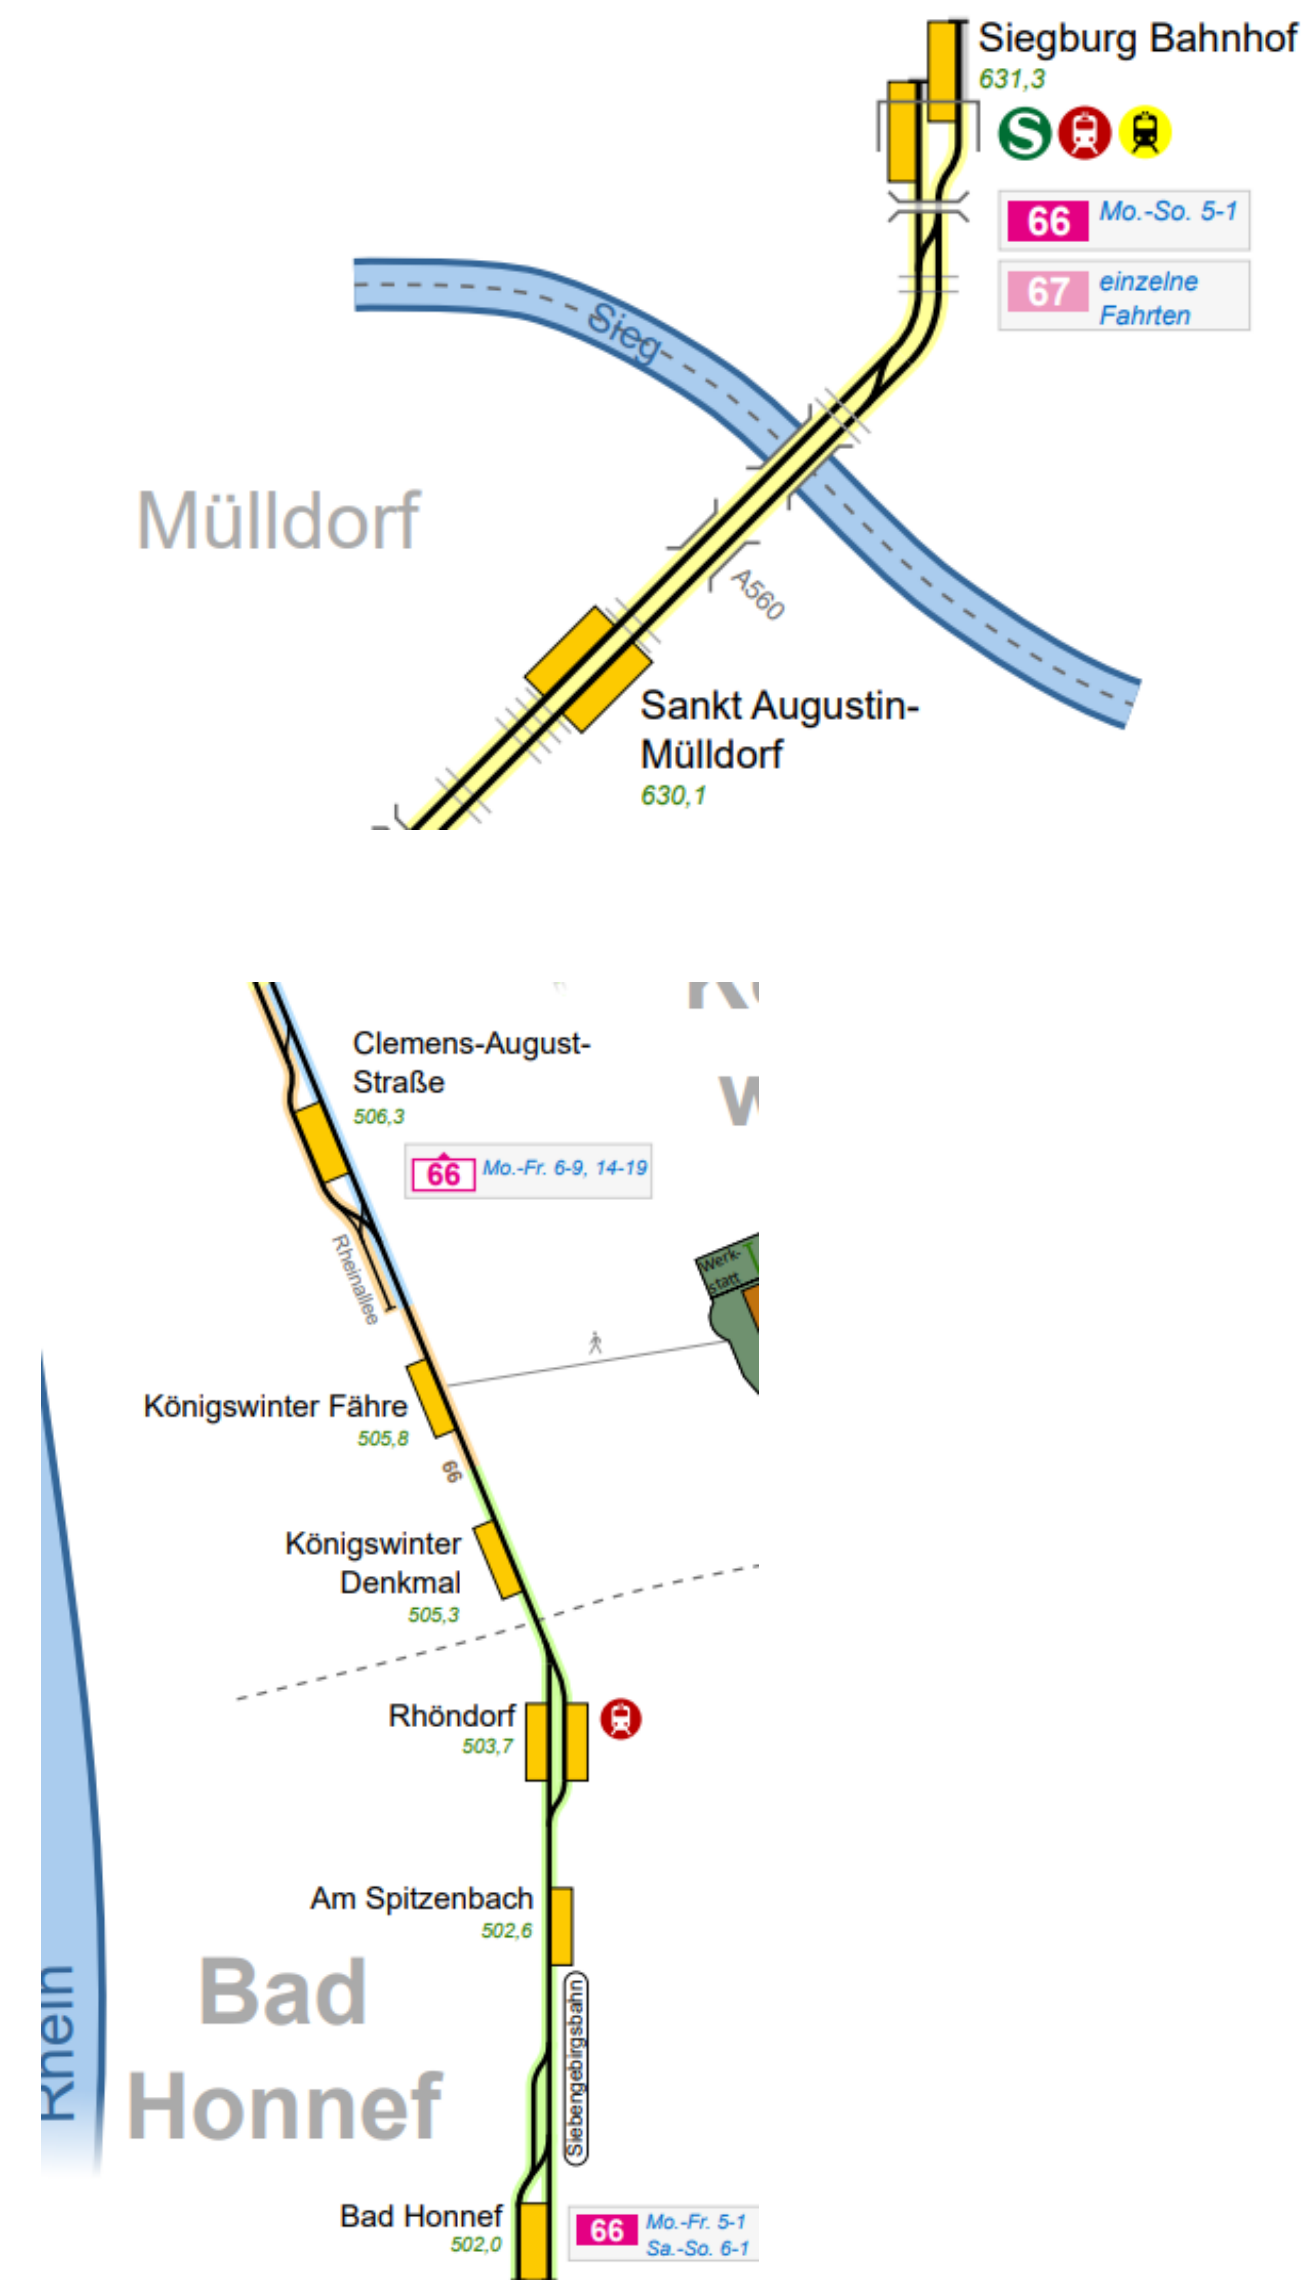 Siegburg Bahnhof
631,3
S
66 Mo.-So. 5-1
67 einzelne
Fahrten
Sieg
Mülldorf
A560
Sankt Augustin-
Mülldorf
630,1
Clemens-August-
Straße
506,3
66 Mo.-Fr. 6-9, 14-19
Rheinallee
Werk-
statt
Königswinter Fähre
505,8
66
Königswinter
Denkmal
505,3
Rhöndorf
503,7
Am Spitzenbach
502,6
Siebengebirgsbahn
Bad
Honnef
Rhein
Bad Honnef
502,0
66 Mo.-Fr. 5-1
Sa.-So. 6-1